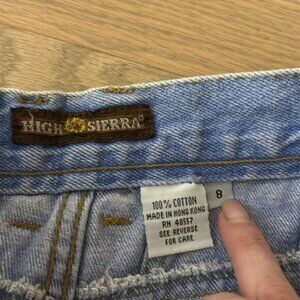 HIGH SIERRA
100% COTTON
MADE IN HONG KONG
RN 48557
SEE REVERSE
FOR CARE
8